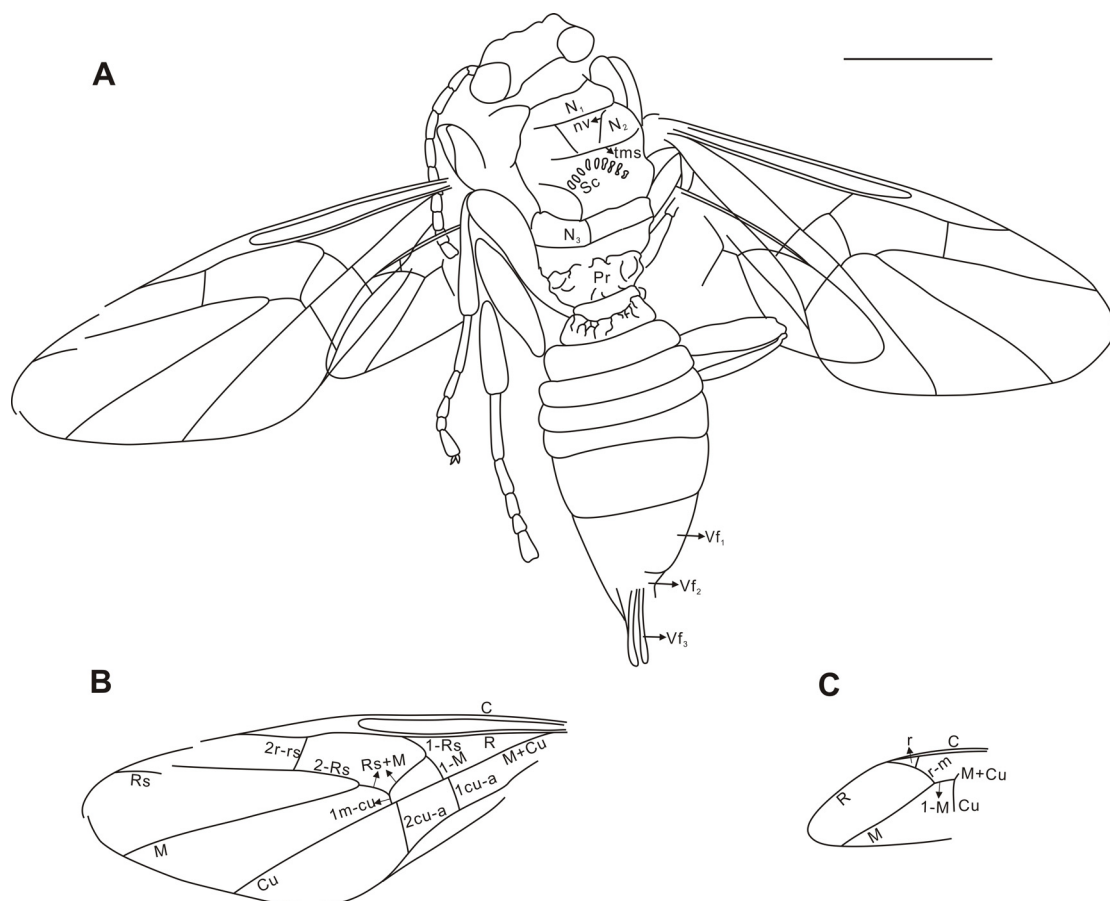 A
N₁
nv
N₂
tms
Sc
N₃
Pr
Vf₁
Vf₂
Vf₃
B
C
2r-rs
1-Rs
R
Rs
2-Rs
Rs+M
1-M
M+Cu
1m-cu
2cu-a
1cu-a
M
Cu
C
r
C
r-m
M+Cu
R
1-M
Cu
M